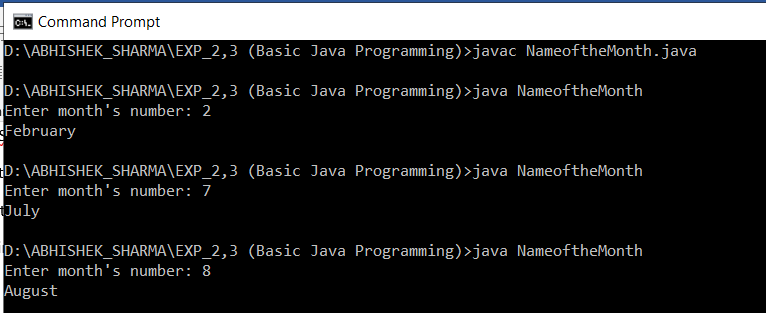 Command Prompt
D:\ABHISHEK_SHARMA\EXP_2,3 (Basic Java Programming)>javac NameoftheMonth.java
D:\ABHISHEK_SHARMA\EXP_2,3 (Basic Java Programming)>java NameoftheMonth
Enter month's number: 2
February
D:\ABHISHEK_SHARMA\EXP_2,3 (Basic Java Programming)>java NameoftheMonth
Enter month's number: 7
July
D:\ABHISHEK_SHARMA\EXP_2,3 (Basic Java Programming)>java NameoftheMonth
Enter month's number: 8
August